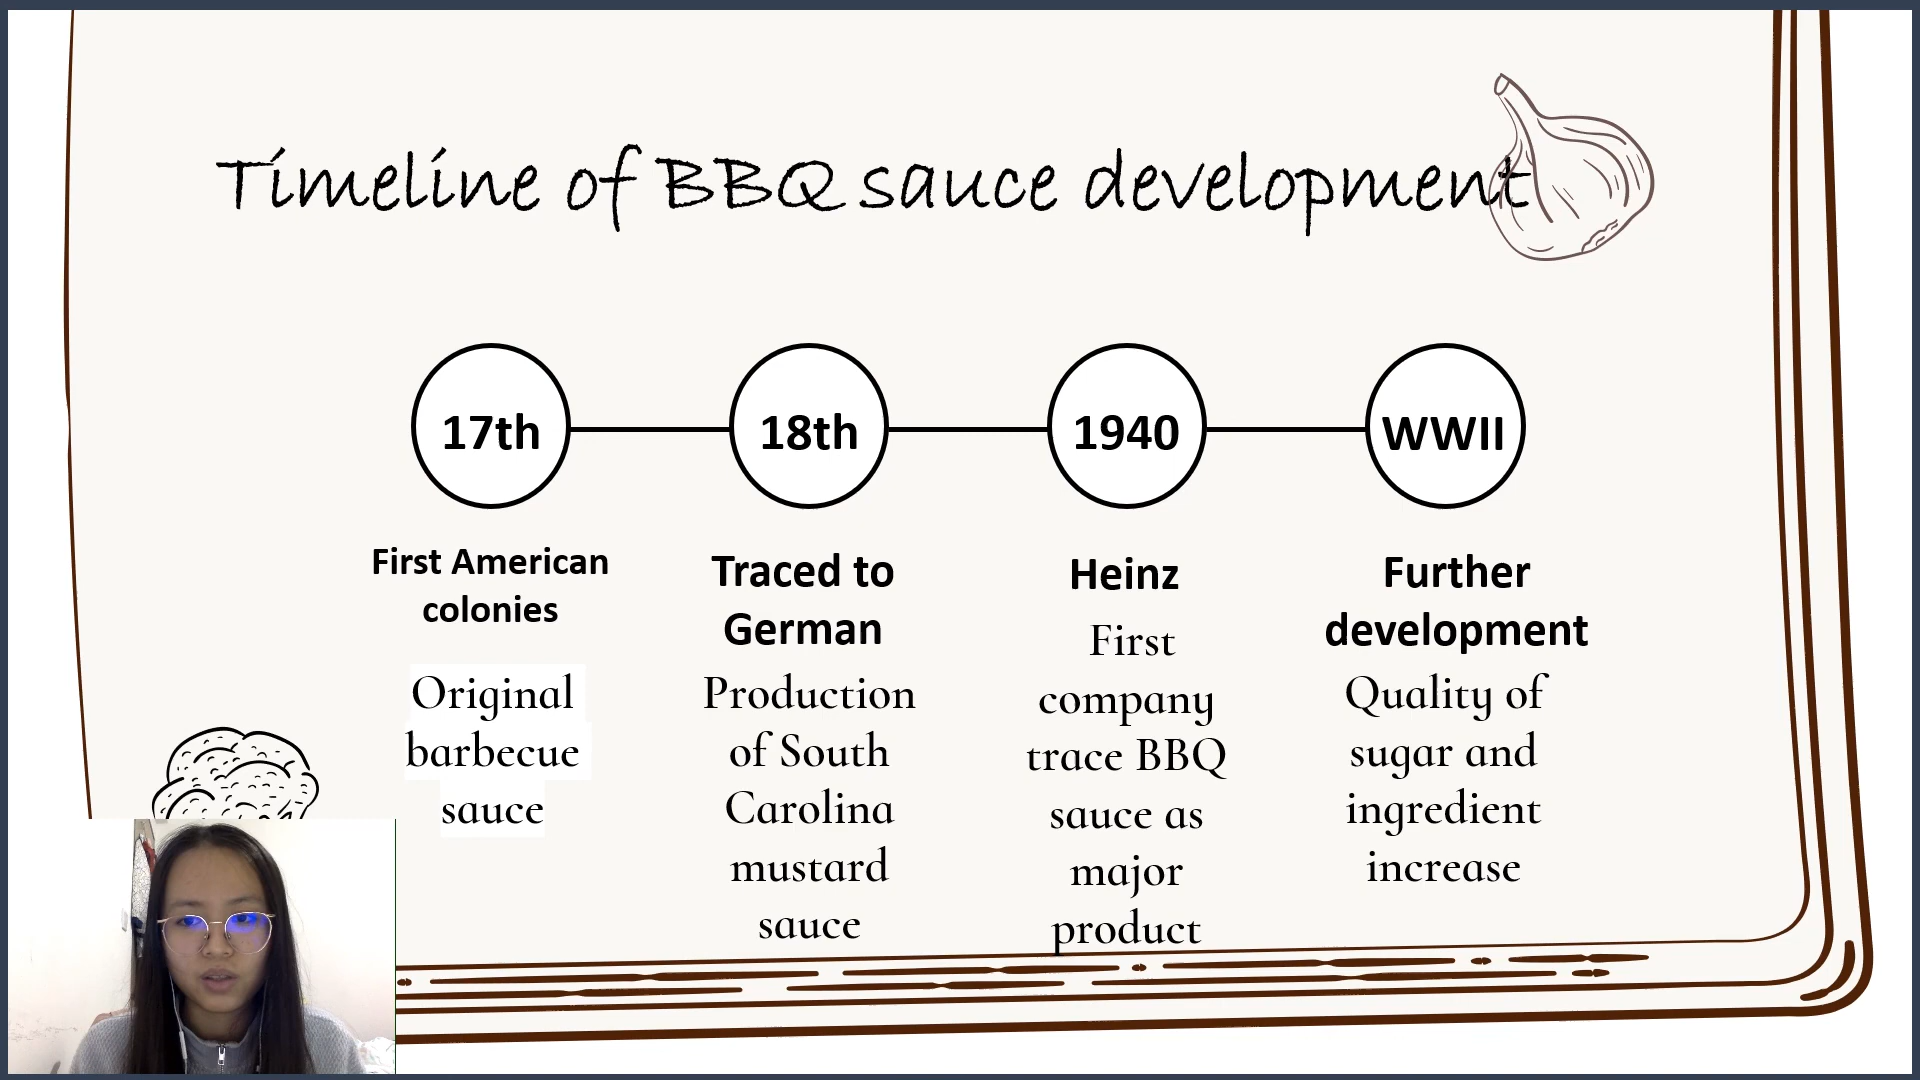 Timeline of BBQ sauce development
17th
18th
1940
WWII
First American
colonies
Original
barbecue
sauce
Traced to
German
Production
of South
Carolina
mustard
sauce
Heinz
First
company
trace BBQ
sauce as
major
product
Further
development
Quality of
sugar and
ingredient
increase